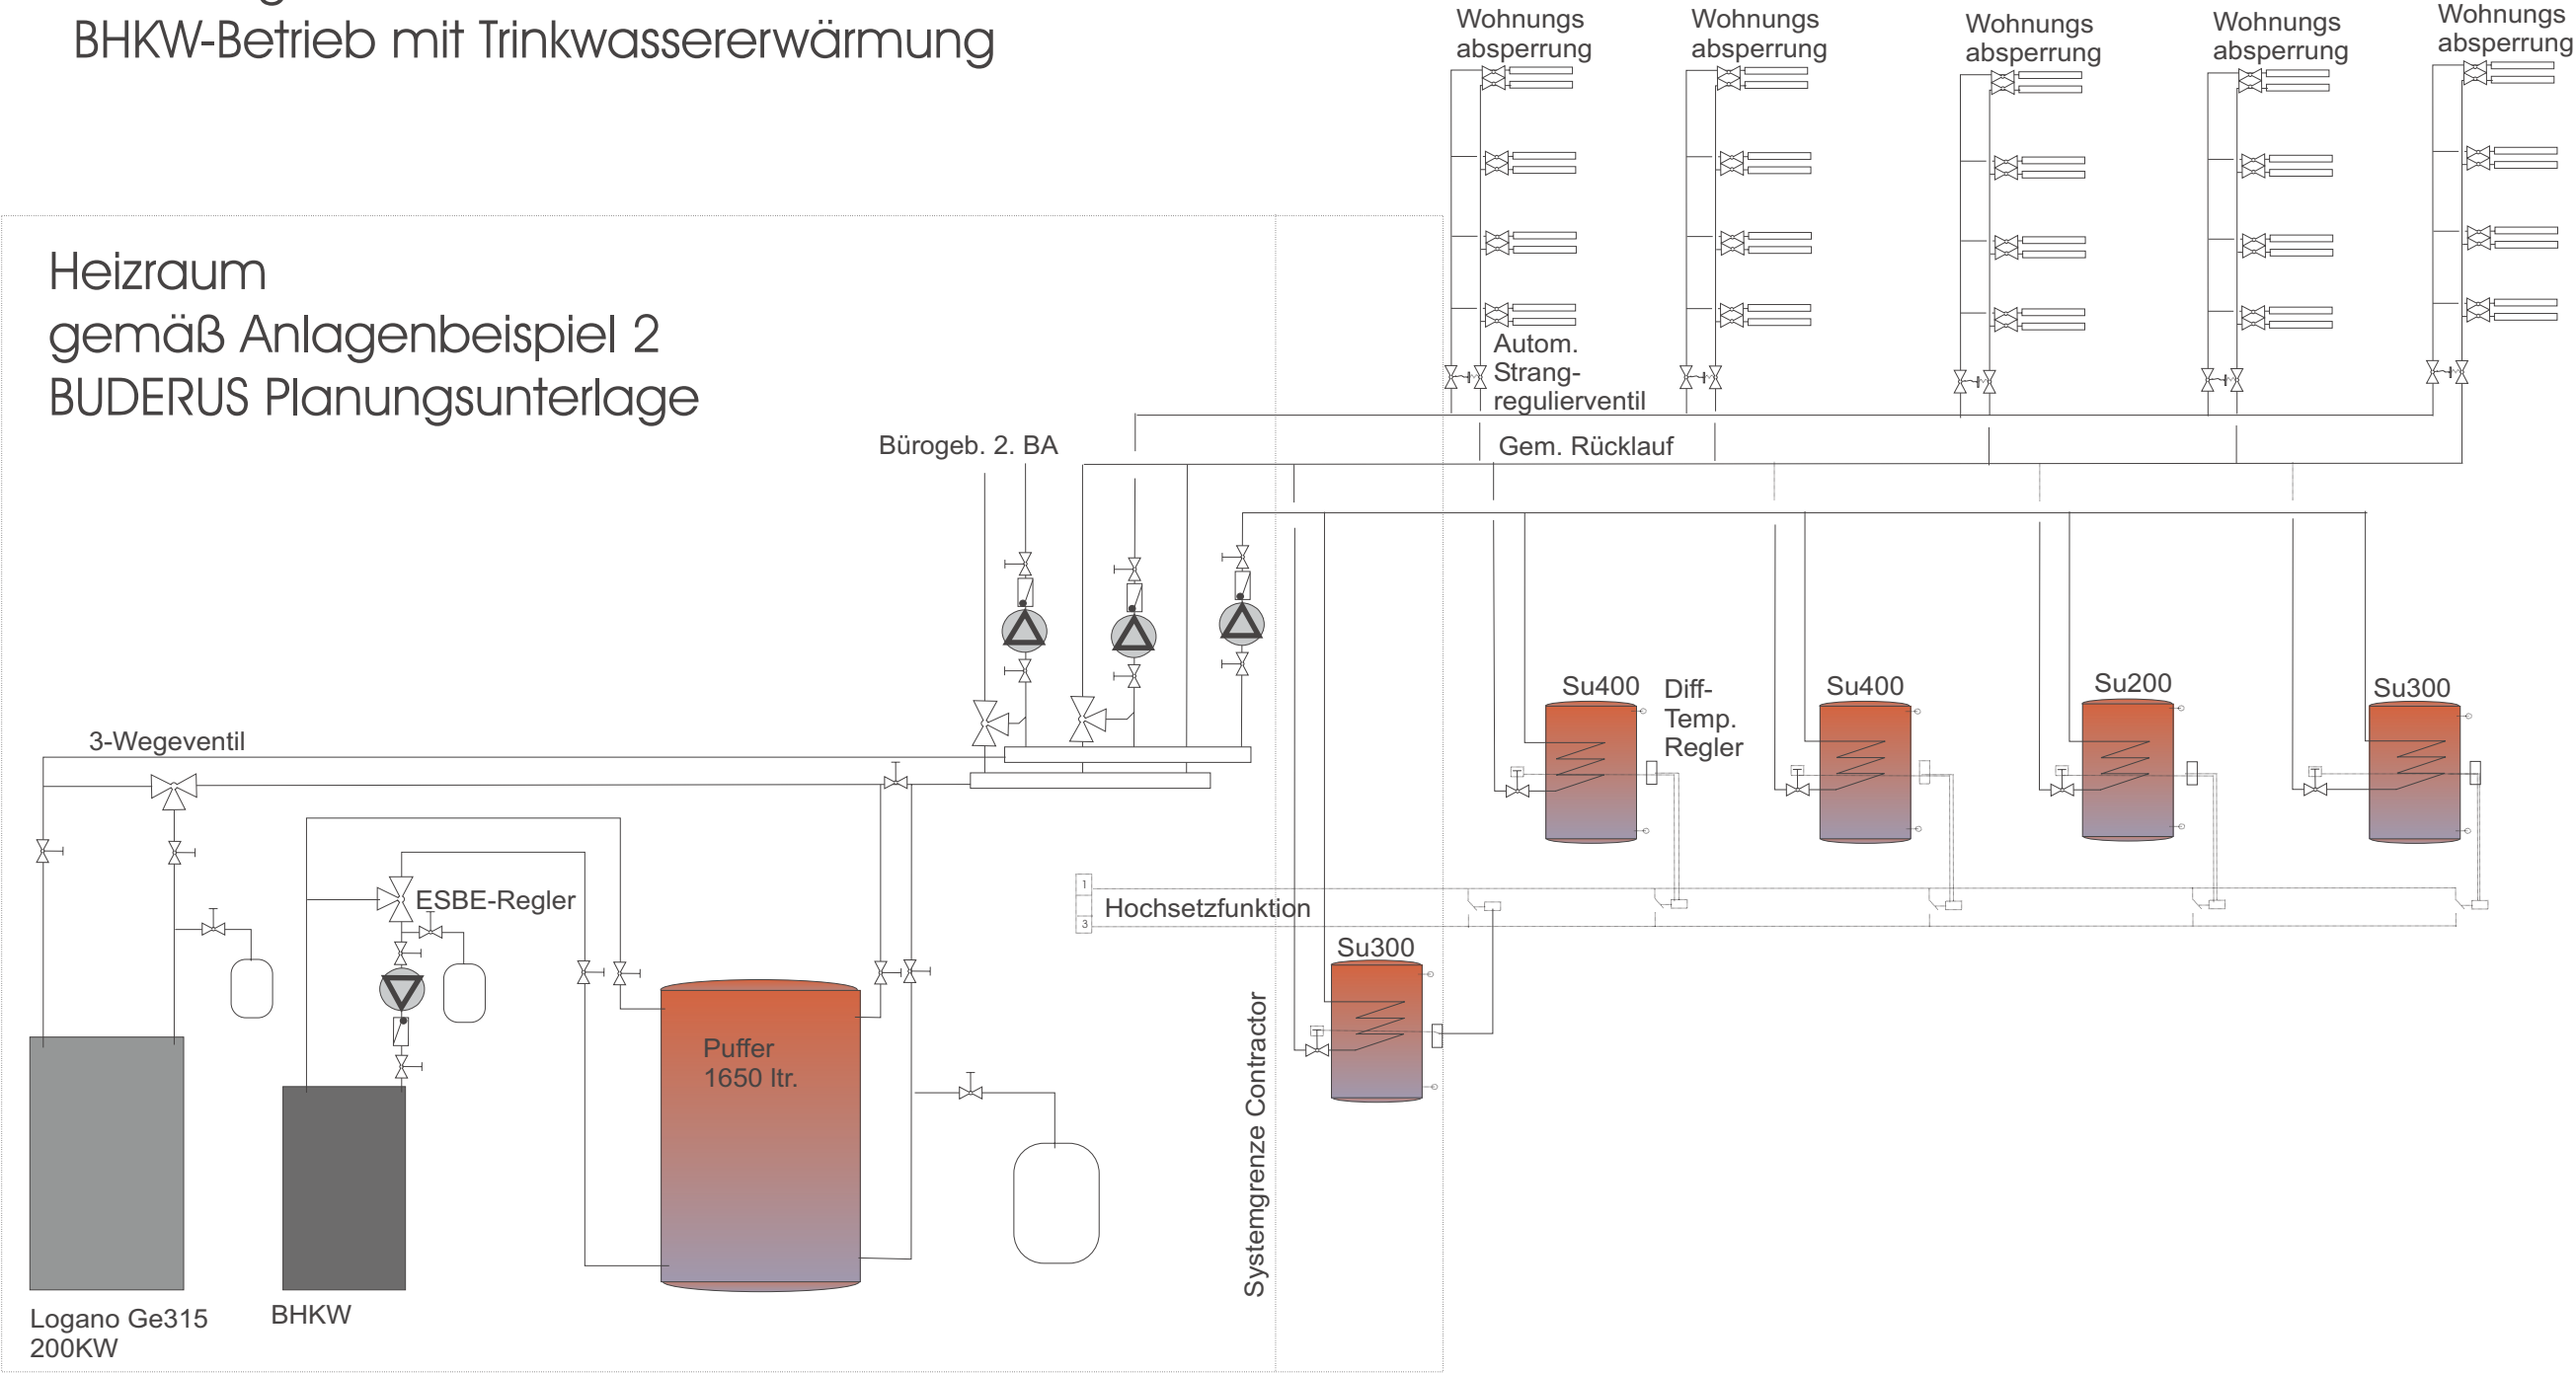 BHKW-Betrieb mit Trinkwassererwärmung
Wohnungs
absperrung
Wohnungs
absperrung
Wohnungs
absperrung
Wohnungs
absperrung
Wohnungs
absperrung
Heizraum
gemäß Anlagenbeispiel 2
BUDERUS Planungsunterlage
Autom.
Strang-
regulierventil
Bürogeb. 2. BA
Gem. Rücklauf
3-Wegeventil
Su400
Diff-
Temp.
Regler
Su400
Su200
Su300
ESBE-Regler
1
Hochsetzfunktion
3
Su300
Puffer
1650 ltr.
Systemgrenze Contractor
Logano Ge315
200KW
BHKW